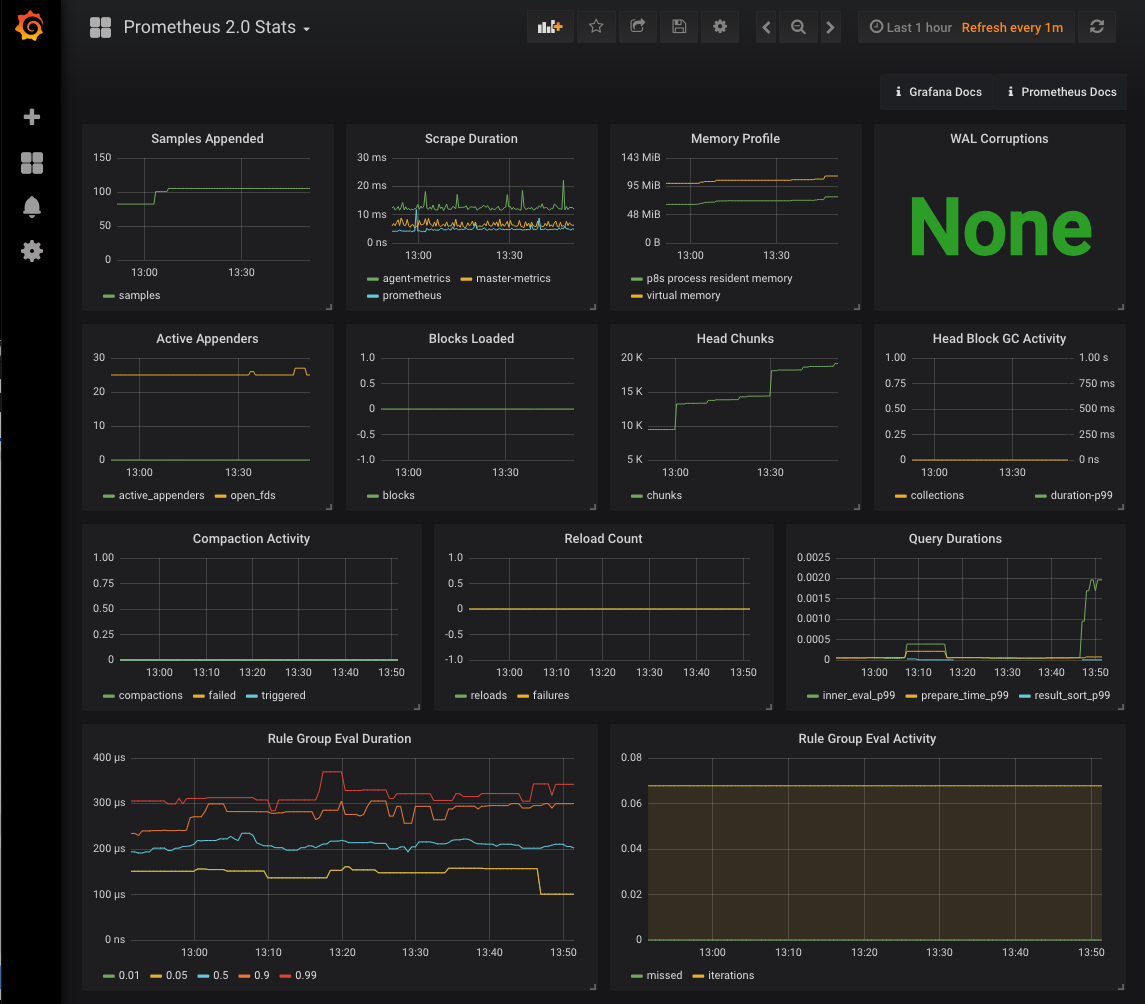 Prometheus 2.0 Stats
Last 1 hour Refresh every 1m
Grafana Docs Prometheus Docs
Samples Appended
150
100
50
0
13:00 13:30
samples
Scrape Duration
30 ms
20 ms
10 ms
0 ns
13:00 13:30
agent-metrics master-metrics
prometheus
Memory Profile
143 MiB
95 MiB
48 MiB
0 B
13:00 13:30
p8s process resident memory
virtual memory
WAL Corruptions
None
Active Appenders
30
20
10
0
13:00 13:30
active_appenders open_fds
Blocks Loaded
1.0
0.5
0
-0.5
-1.0
13:00 13:30
blocks
Head Chunks
20 K
15 K
10 K
5 K
13:00 13:30
chunks
Head Block GC Activity
1.00 1.00 s
0.75 750 ms
0.50 500 ms
0.25 250 ms
0 0 ns
13:00 13:30
collections duration-p99
Compaction Activity
1.00
0.75
0.50
0.25
0
13:00 13:10 13:20 13:30 13:40 13:50
compactions failed triggered
Reload Count
1.0
0.5
0
-0.5
-1.0
13:00 13:10 13:20 13:30 13:40 13:50
reloads failures
Query Durations
0.0025
0.0020
0.0015
0.0010
0.0005
0
13:00 13:10 13:20 13:30 13:40 13:50
inner_eval_p99 prepare_time_p99 result_sort_p99
Rule Group Eval Duration
400 µs
300 µs
200 µs
100 µs
0 ns
13:00 13:10 13:20 13:30 13:40 13:50
0.01 0.05 0.5 0.9 0.99
Rule Group Eval Activity
0.08
0.06
0.04
0.02
0
13:00 13:10 13:20 13:30 13:40 13:50
missed iterations